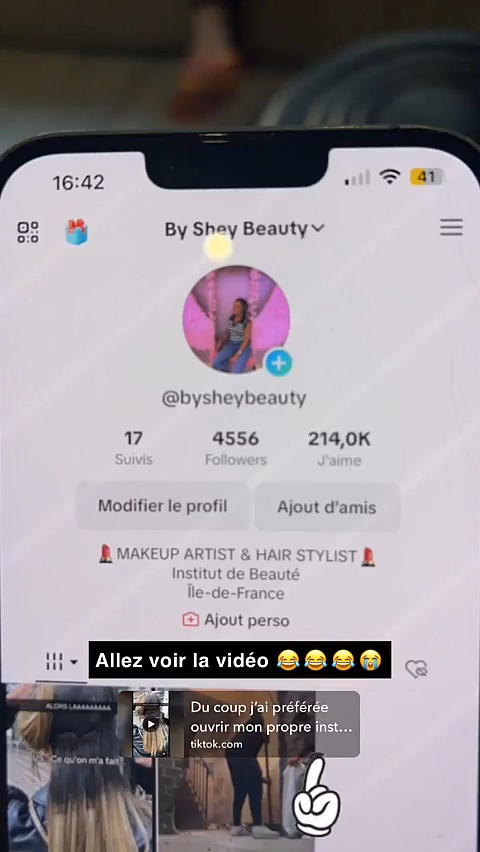 16:42
41
By Shey Beauty
@bysheybeauty
17
4556
214,0K
Suivis
Followers
J'aime
Modifier le profil
Ajout d'amis
💄MAKEUP ARTIST & HAIR STYLIST💄
Institut de Beauté
Île-de-France
Ajout perso
Allez voir la vidéo 😂😂😂😭
Du coup j'ai préférée
ouvrir mon propre inst...
tiktok.com
ALORS LAAAAAAAA
Ce qu'on m'a fait